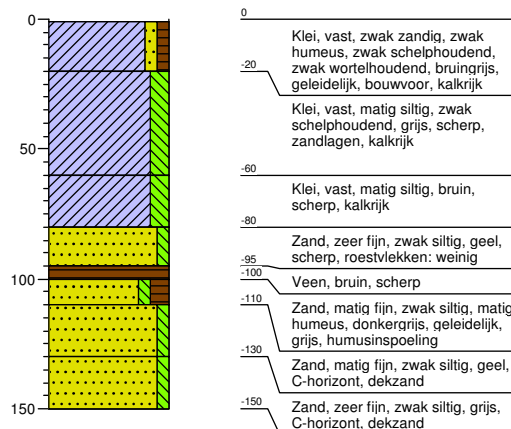 0
50
100
150
0
Klei, vast, zwak zandig, zwak
humeus, zwak schelphoudend,
zwak wortelhoudend, bruingrijs,
geleidelijk, bouwvoor, kalkrijk
-20
Klei, vast, matig siltig, zwak
schelphoudend, grijs, scherp,
zandlagen, kalkrijk
-60
Klei, vast, matig siltig, bruin,
scherp, kalkrijk
-80
Zand, zeer fijn, zwak siltig, geel,
scherp, roestvlekken: weinig
-95
Veen, bruin, scherp
-100
Zand, matig fijn, zwak siltig, matig
humeus, donkergrijs, geleidelijk,
grijs, humusinspoeling
-110
Zand, matig fijn, zwak siltig, geel,
C-horizont, dekzand
-130
Zand, zeer fijn, zwak siltig, grijs,
C-horizont, dekzand
-150